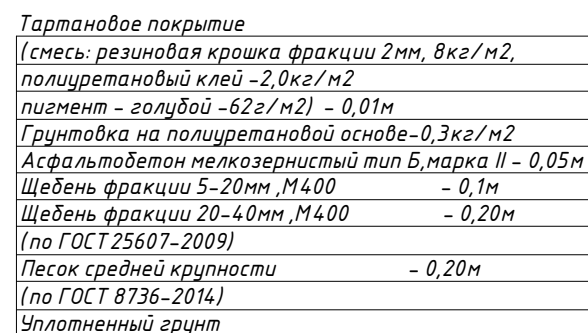 Тартановое покрытие
(смесь: резиновая крошка фракции 2мм, 8кг/м2,
полиуретановый клей -2,0кг/м2
пигмент - голубой -62г/м2) - 0,01м
Грунтовка на полиуретановой основе-0,3кг/м2
Асфальтобетон мелкозернистый тип Б,марка II - 0,05м
Щебень фракции 5-20мм ,М400 - 0,1м
Щебень фракции 20-40мм ,М400 - 0,20м
(по ГОСТ 25607-2009)
Песок средней крупности - 0,20м
(по ГОСТ 8736-2014)
Уплотненный грунт